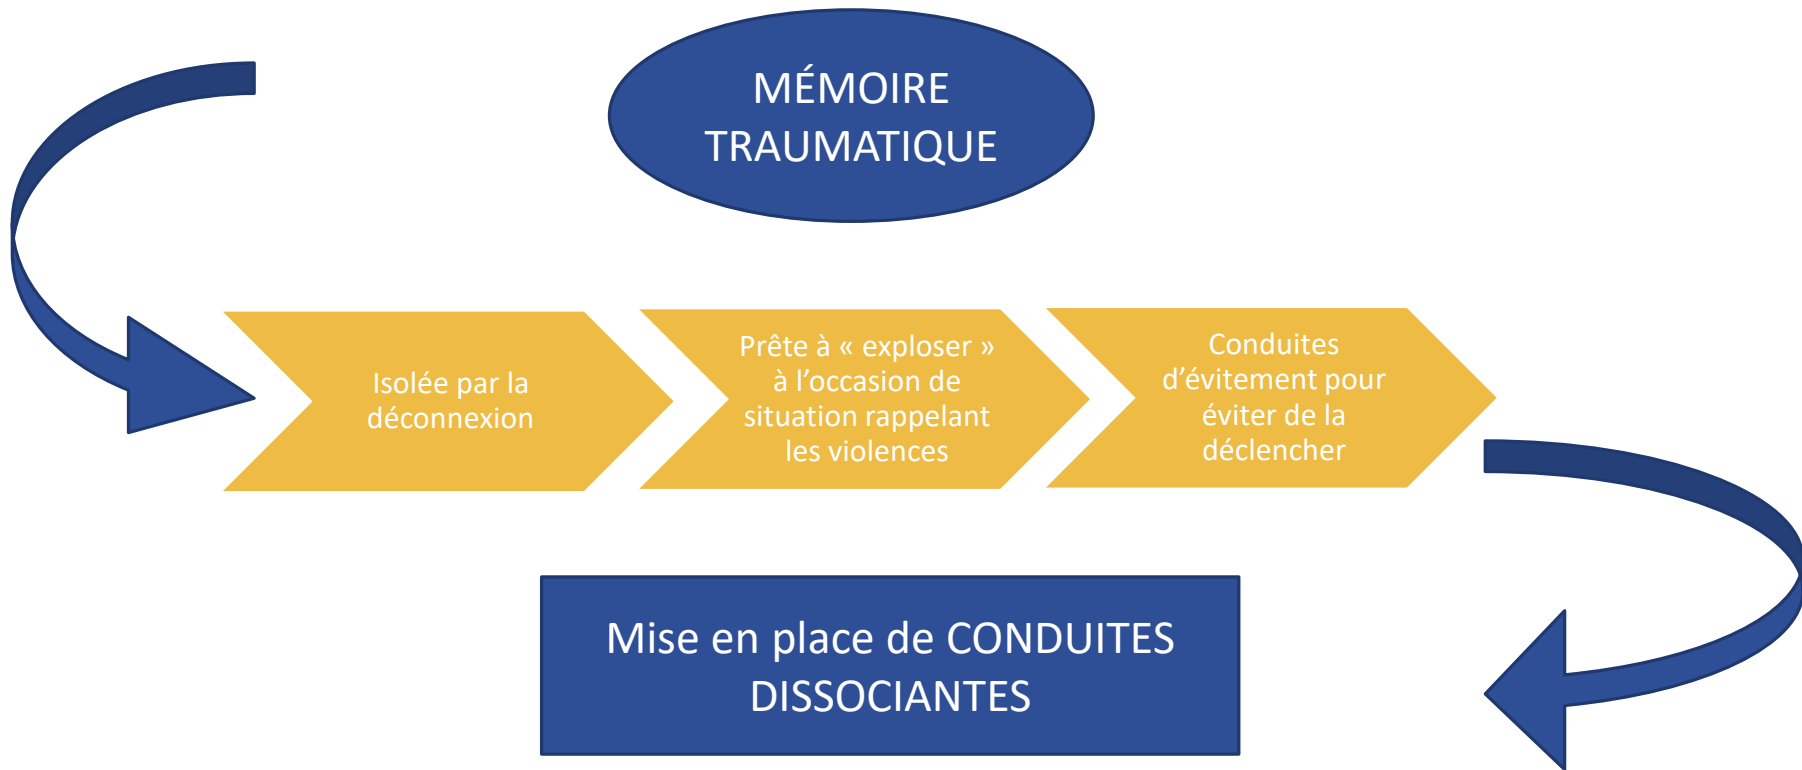 MÉMOIRE
TRAUMATIQUE
Isolée par la
déconnexion
Prête à « exploser »
à l’occasion de
situation rappelant
les violences
Conduites
d’évitement pour
éviter de la
déclencher
Mise en place de CONDUITES
DISSOCIANTES